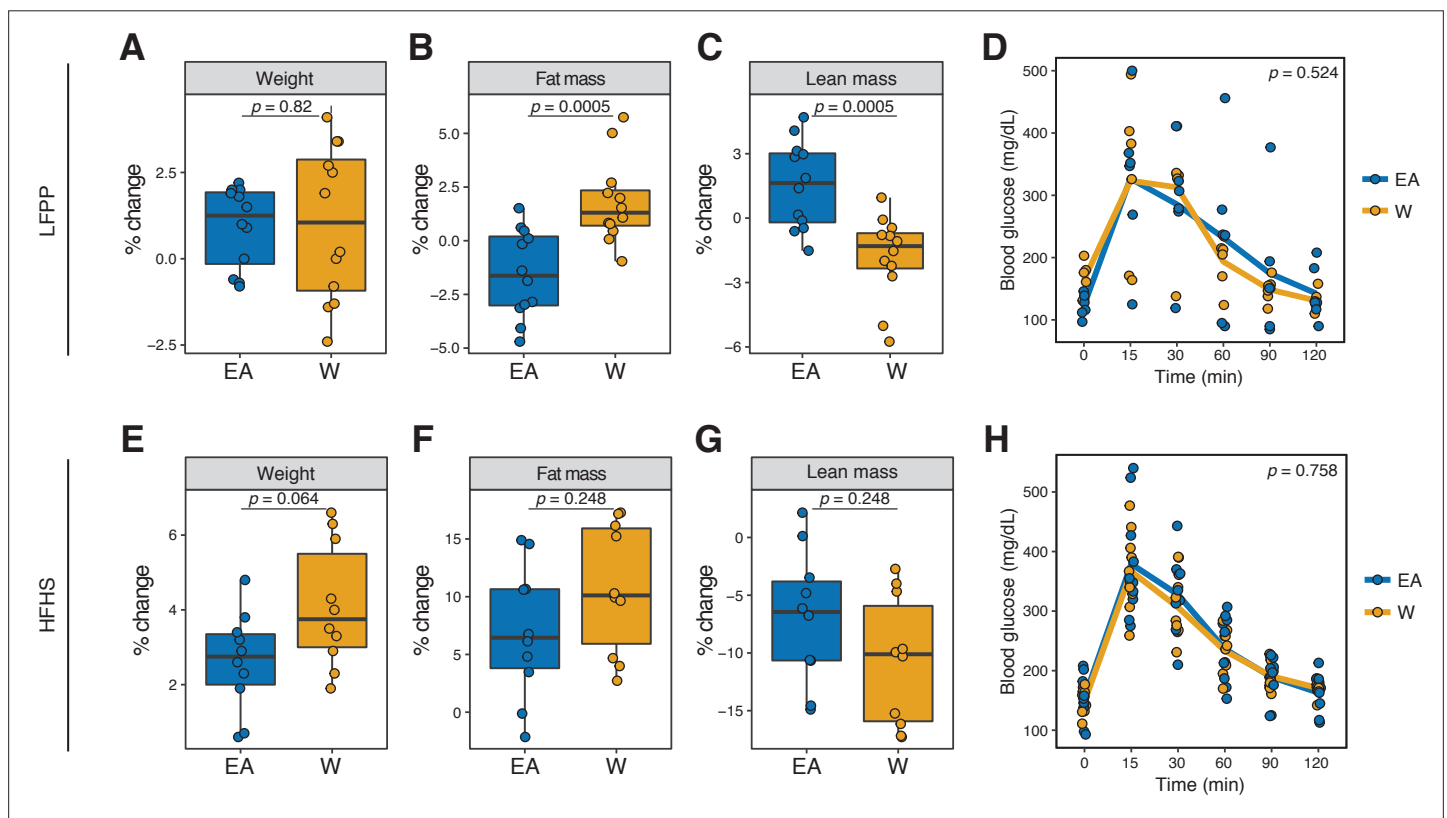 LFPP
A
Weight
p = 0.82
% change
2.5
0.0
−2.5
EA W
B
Fat mass
p = 0.0005
% change
5.0
2.5
0.0
−2.5
−5.0
EA W
C
Lean mass
p = 0.0005
% change
3
0
−3
−6
EA W
D
p = 0.524
Blood glucose (mg/dL)
500
400
300
200
100
0 15 30 60 90 120
Time (min)
EA
W
HFHS
E
Weight
p = 0.064
% change
6
4
2
EA W
F
Fat mass
p = 0.248
% change
15
10
5
0
EA W
G
Lean mass
p = 0.248
% change
0
−5
−10
−15
EA W
H
p = 0.758
Blood glucose (mg/dL)
500
400
300
200
100
0 15 30 60 90 120
Time (min)
EA
W